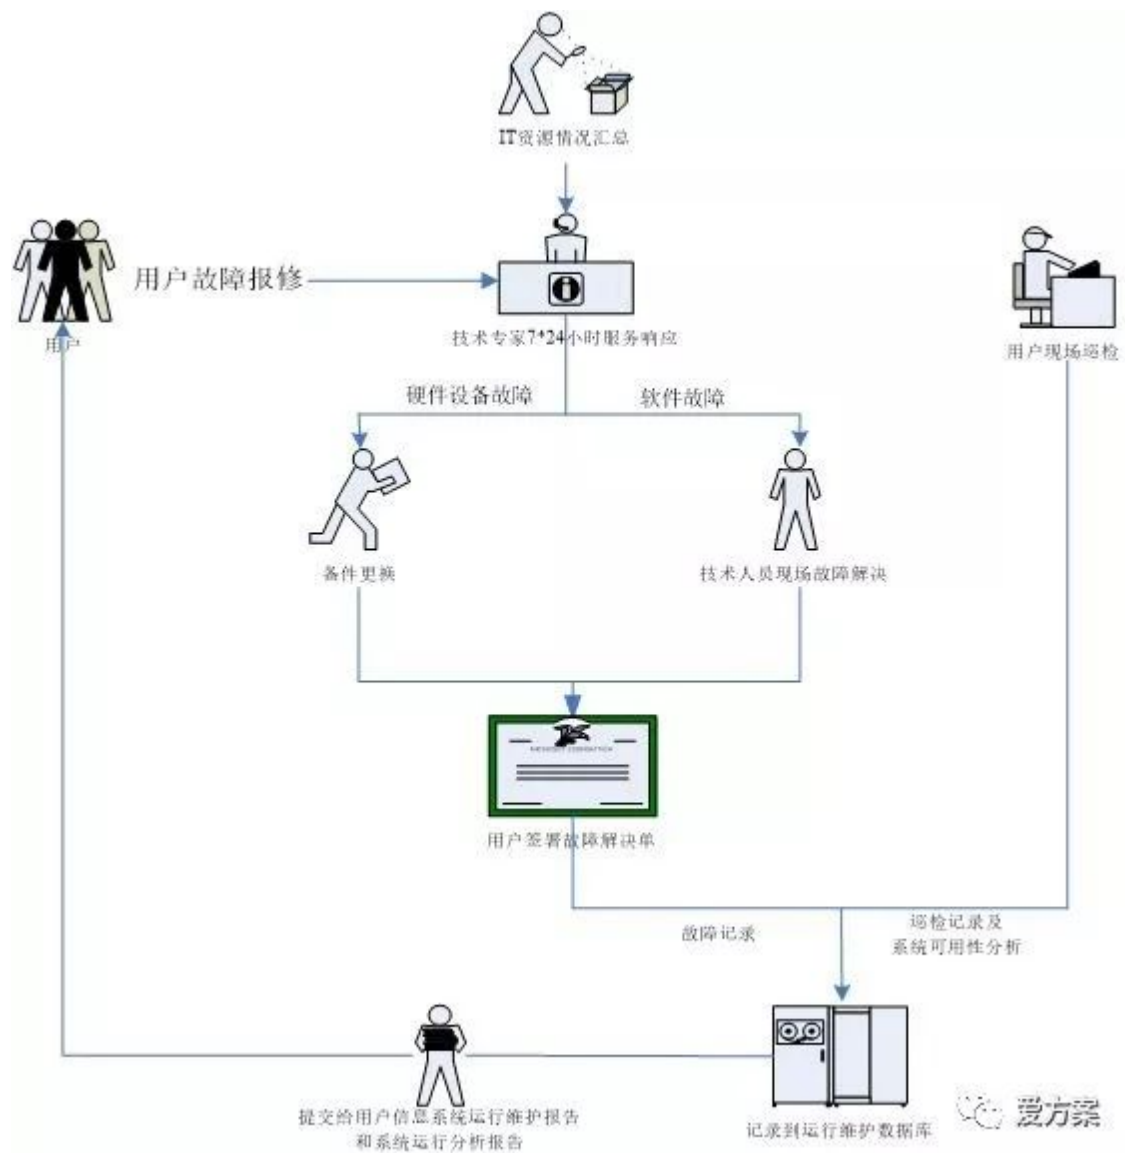 IT资源情况汇总
用户故障报修
用户
技术专家7*24小时服务响应
用户现场巡检
硬件设备故障
软件故障
备件更换
技术人员现场故障解决
用户签署故障解决单
故障记录
巡检记录及
系统可用性分析
提交给用户信息系统运行维护报告
和系统运行分析报告
记录到运行维护数据库
爱方案